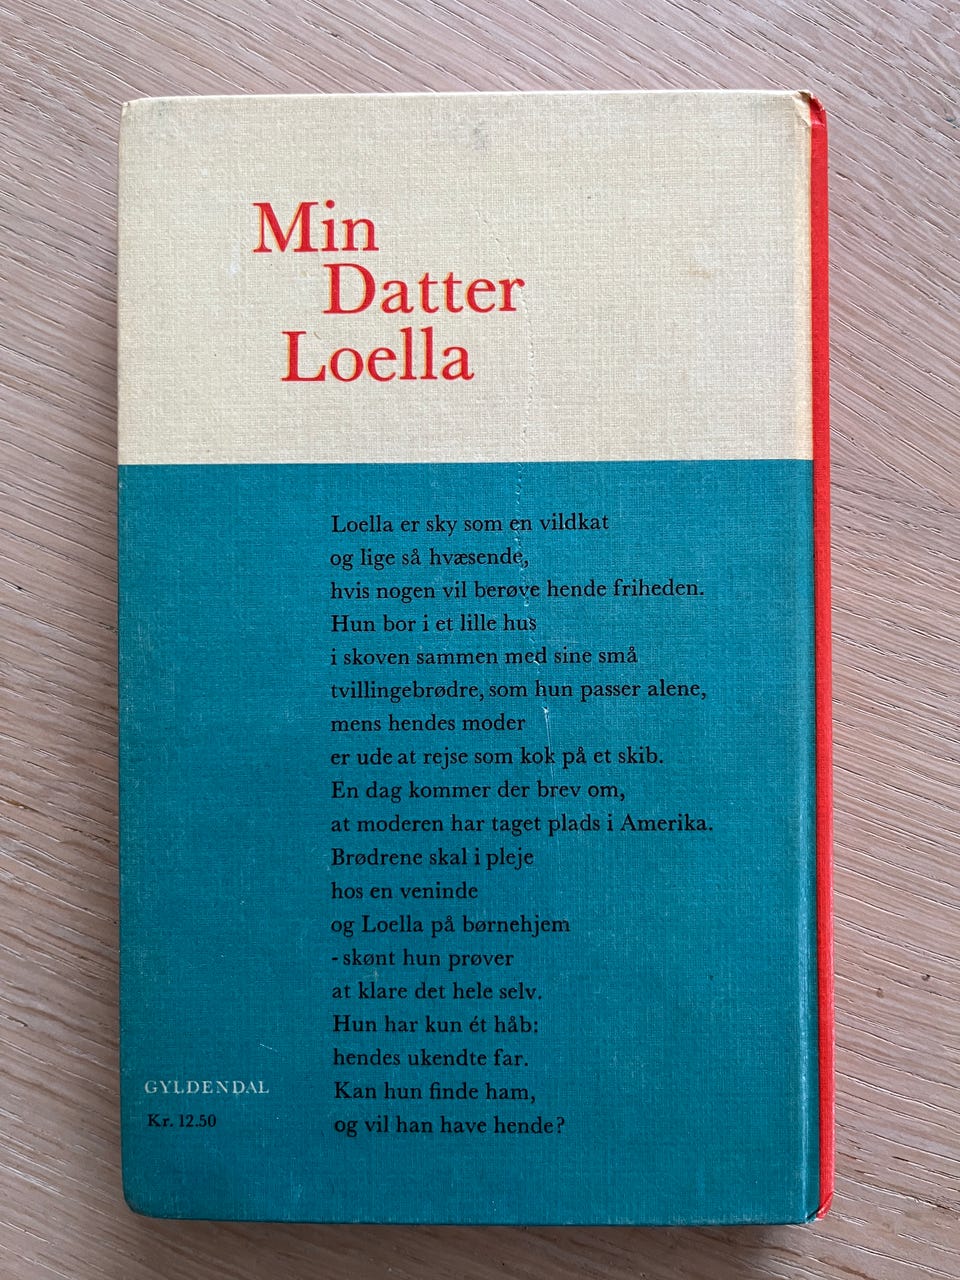 Min
Datter
Loella
Loella er sky som en vildkat
og lige så hvæsende,
hvis nogen vil berøve hende friheden.
Hun bor i et lille hus
i skoven sammen med sine små
tvillingebrødre, som hun passer alene,
mens hendes moder
er ude at rejse som kok på et skib.
En dag kommer der brev om,
at moderen har taget plads i Amerika.
Brødrene skal i pleje
hos en veninde
og Loella på børnehjem
- skønt hun prøver
at klare det hele selv.
Hun har kun ét håb:
hendes ukendte far.
Kan hun finde ham,
og vil han have hende?
GYLDENDAL
Kr. 12.50